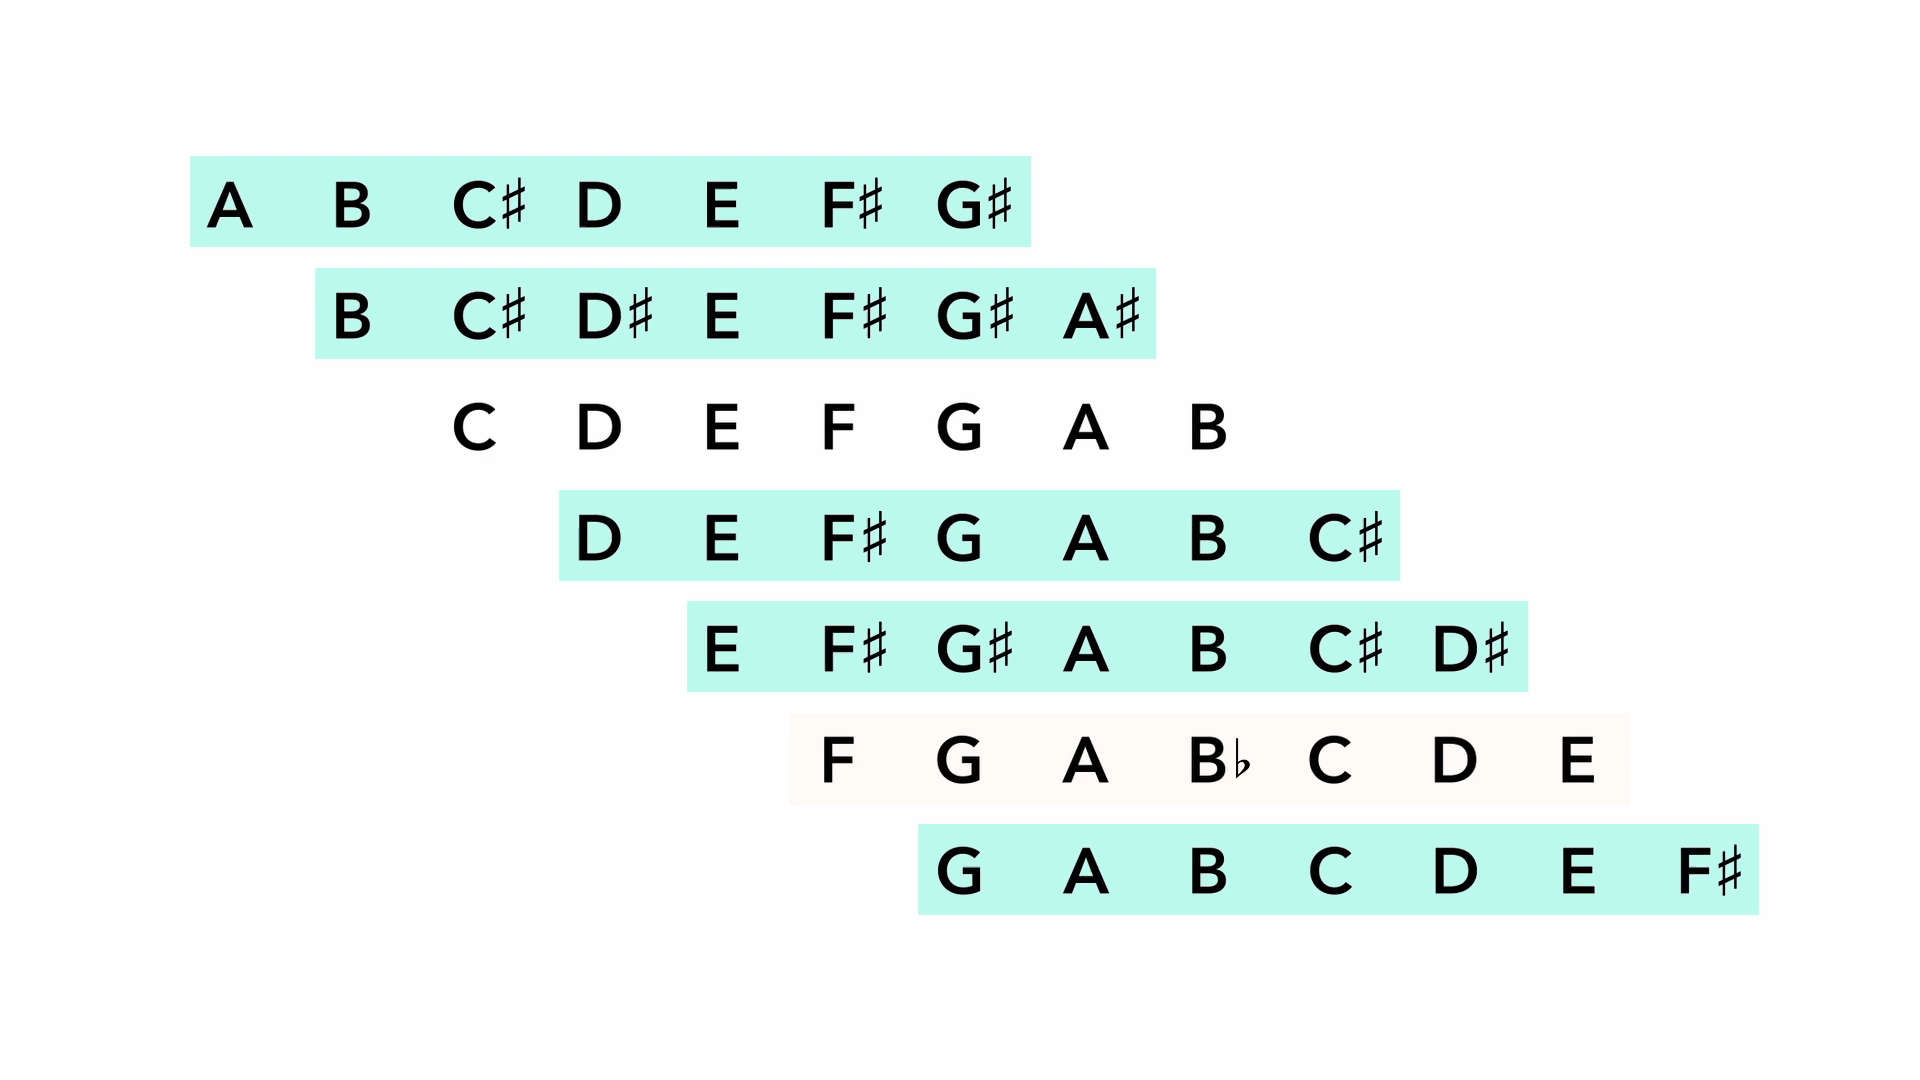 A B C♯ D E F♯ G♯
B C♯ D♯ E F♯ G♯ A♯
C D E F G A B
D E F♯ G A B C♯
E F♯ G♯ A B C♯ D♯
F G A B♭ C D E
G A B C D E F♯